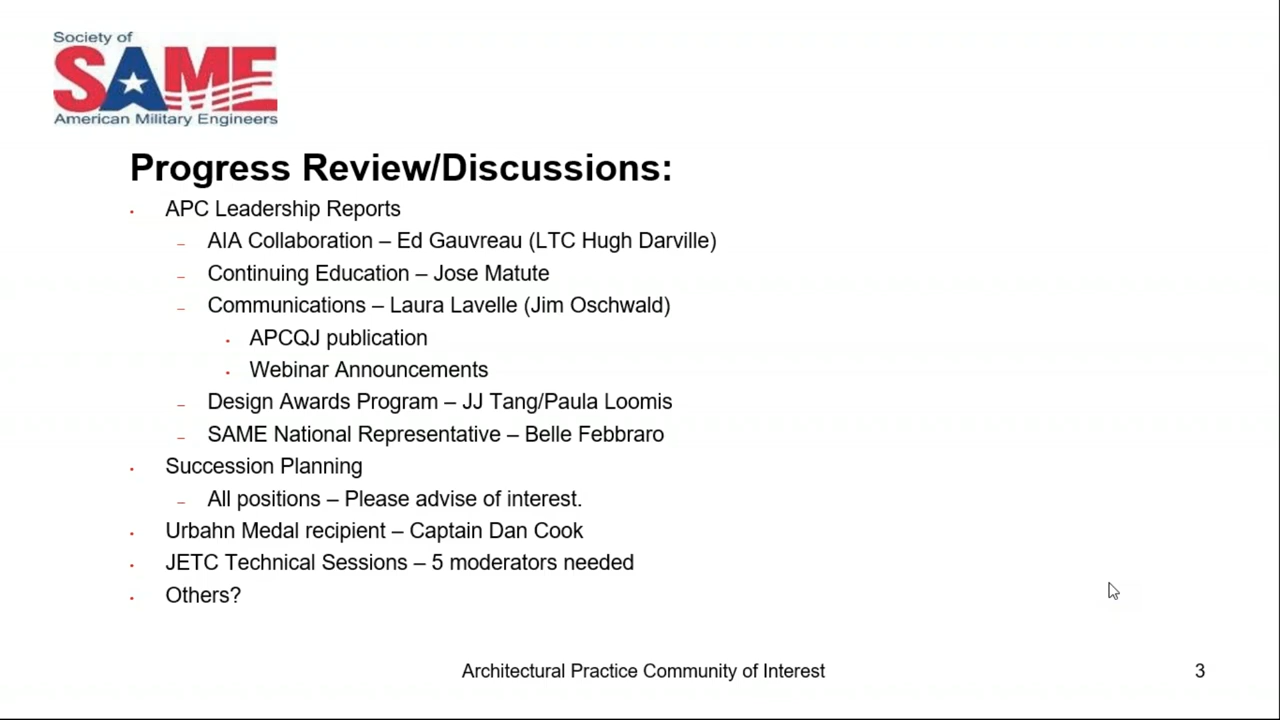 Society of
SAME
American Military Engineers
Progress Review/Discussions:
· APC Leadership Reports
– AIA Collaboration – Ed Gauvreau (LTC Hugh Darville)
– Continuing Education – Jose Matute
– Communications – Laura Lavelle (Jim Oschwald)
· APCQJ publication
· Webinar Announcements
– Design Awards Program – JJ Tang/Paula Loomis
– SAME National Representative – Belle Febbraro
· Succession Planning
– All positions – Please advise of interest.
· Urbahn Medal recipient – Captain Dan Cook
· JETC Technical Sessions – 5 moderators needed
· Others?
Architectural Practice Community of Interest
3